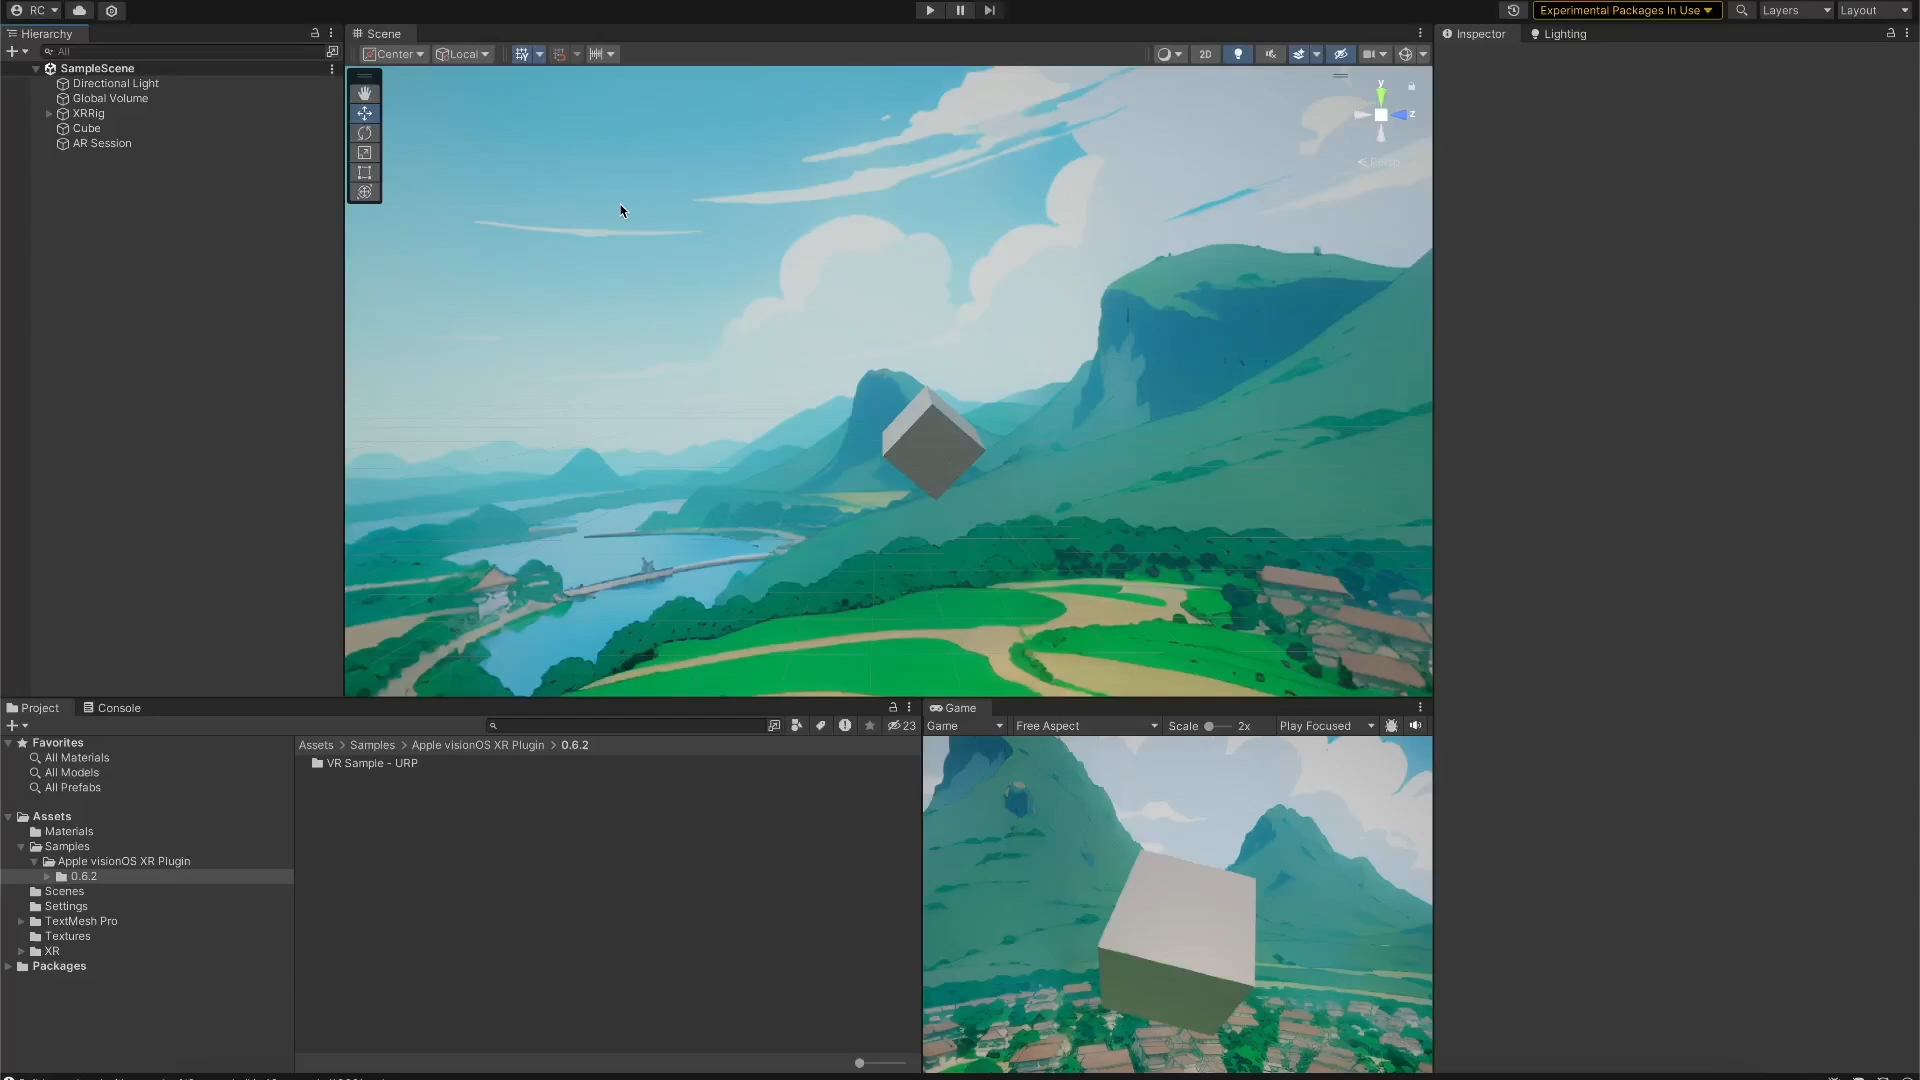 RC
Experimental Packages In Use
Layers
Layout
Hierarchy
Scene
Inspector
Lighting
All
Center
Local
2D
SampleScene
Directional Light
Global Volume
XRRig
Cube
AR Session
y
z
Persp
Project
Console
Game
23
Game
Free Aspect
Scale
2x
Play Focused
Favorites
All Materials
All Models
All Prefabs
Assets > Samples > Apple visionOS XR Plugin > 0.6.2
VR Sample - URP
Assets
Materials
Samples
Apple visionOS XR Plugin
0.6.2
Scenes
Settings
TextMesh Pro
Textures
XR
Packages